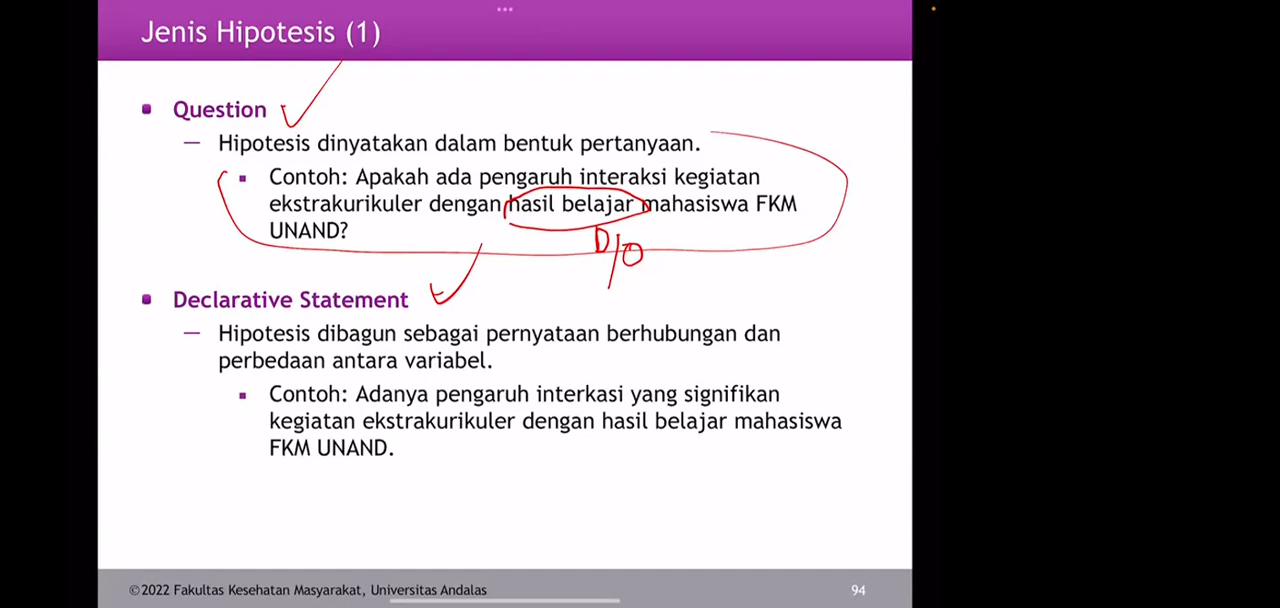 Jenis Hipotesis (1)
Question
— Hipotesis dinyatakan dalam bentuk pertanyaan.
Contoh: Apakah ada pengaruh interaksi kegiatan
ekstrakurikuler dengan hasil belajar mahasiswa FKM
UNAND?
D/O
Declarative Statement
— Hipotesis dibagun sebagai pernyataan berhubungan dan
perbedaan antara variabel.
Contoh: Adanya pengaruh interkasi yang signifikan
kegiatan ekstrakurikuler dengan hasil belajar mahasiswa
FKM UNAND.
©2022 Fakultas Kesehatan Masyarakat, Universitas Andalas
94